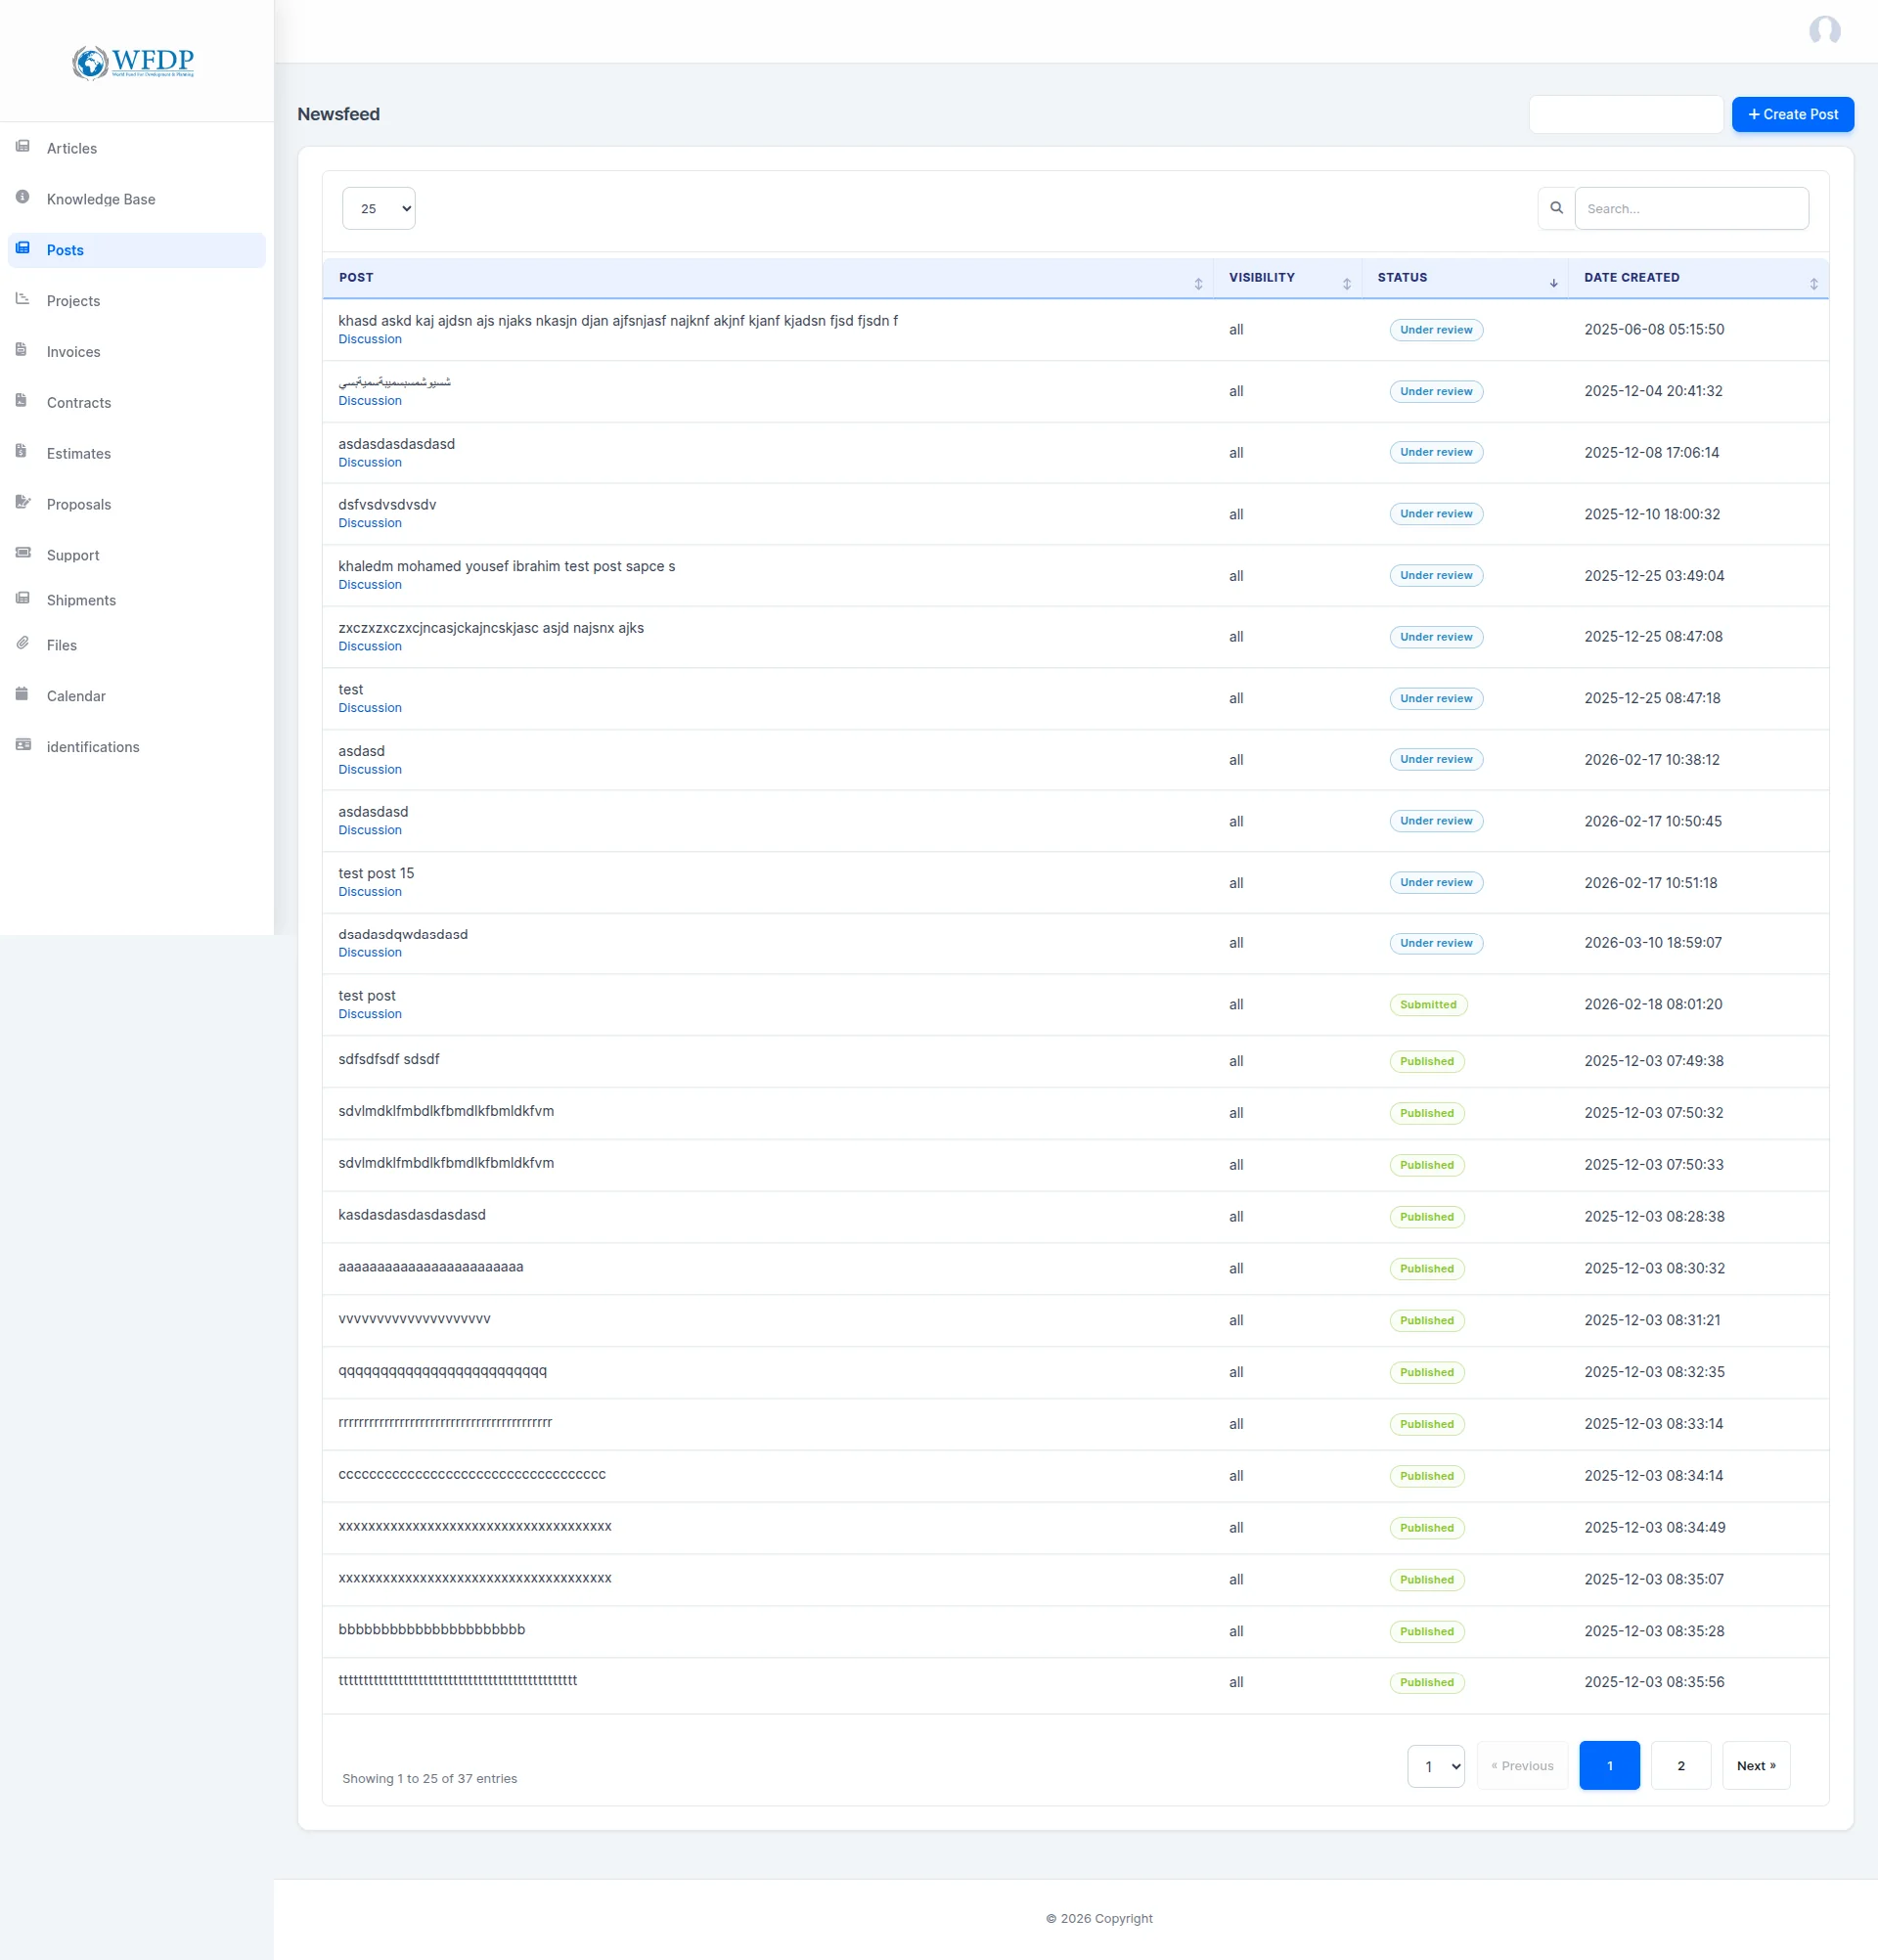 WFDP
World Fund for Development & Planning
Articles
Knowledge Base
Posts
Projects
Invoices
Contracts
Estimates
Proposals
Support
Shipments
Files
Calendar
identifications
Newsfeed
+ Create Post
25
Search...
POST VISIBILITY STATUS DATE CREATED
khasd askd kaj ajdsn ajs njaks nkasjn djan ajfsnjasf najknf akjnf kjanf kjadsn fjsd fjsdn f
Discussion
all Under review 2025-06-08 05:15:50
Discussion
all Under review 2025-12-04 20:41:32
asdasdasdasdasd
Discussion
all Under review 2025-12-08 17:06:14
dsfvsdvsdvsdv
Discussion
all Under review 2025-12-10 18:00:32
khaledm mohamed yousef ibrahim test post sapce s
Discussion
all Under review 2025-12-25 03:49:04
zxczxzxczxcjncasjckajncskjasc asjd najsnx ajks
Discussion
all Under review 2025-12-25 08:47:08
test
Discussion
all Under review 2025-12-25 08:47:18
asdasd
Discussion
all Under review 2026-02-17 10:38:12
asdasdasd
Discussion
all Under review 2026-02-17 10:50:45
test post 15
Discussion
all Under review 2026-02-17 10:51:18
dsadasdqwdasdasd
Discussion
all Under review 2026-03-10 18:59:07
test post
Discussion
all Submitted 2026-02-18 08:01:20
sdfsdfsdf sdsdf all Published 2025-12-03 07:49:38
sdvlmdklfmbdlkfbmdlkfbmldkfvm all Published 2025-12-03 07:50:32
sdvlmdklfmbdlkfbmdlkfbmldkfvm all Published 2025-12-03 07:50:33
kasdasdasdasdasdasd all Published 2025-12-03 08:28:38
all Published 2025-12-03 08:30:32
all Published 2025-12-03 08:31:21
all Published 2025-12-03 08:32:35
all Published 2025-12-03 08:33:14
all Published 2025-12-03 08:34:14
all Published 2025-12-03 08:34:49
all Published 2025-12-03 08:35:07
all Published 2025-12-03 08:35:28
all Published 2025-12-03 08:35:56
Showing 1 to 25 of 37 entries
1 « Previous 1 2 Next »
© 2026 Copyright